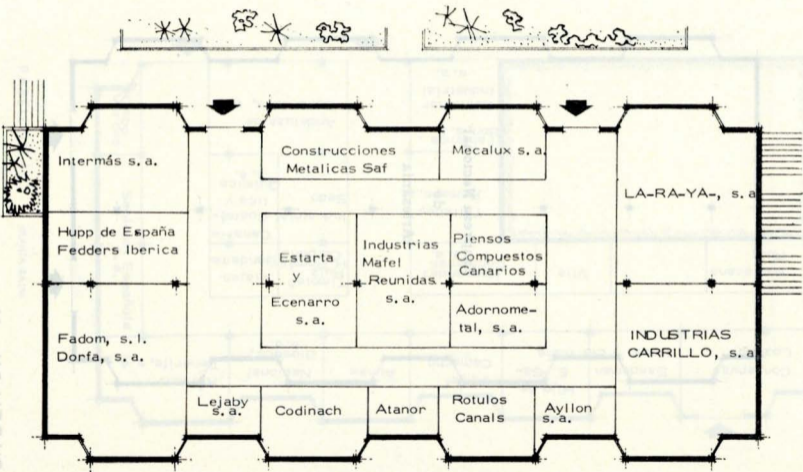 Intermás s. a.
Construcciones
Metalicas Saf
Mecalux s. a.
LA-RA-YA-, s. a
Hupp de España
Fedders Iberica
Estarta
y
Ecenarro
s. a.
Industrias
Mafel
Reunidas
s. a.
Piensos
Compuestos
Canarios
Adornome-
tal, s. a.
Fadom, s. l.
Dorfa, s. a.
INDUSTRIAS
CARRILLO, s. a
Lejaby
s. a.
Codinach
Atanor
Rotulos
Canals
Ayllon
s. a.